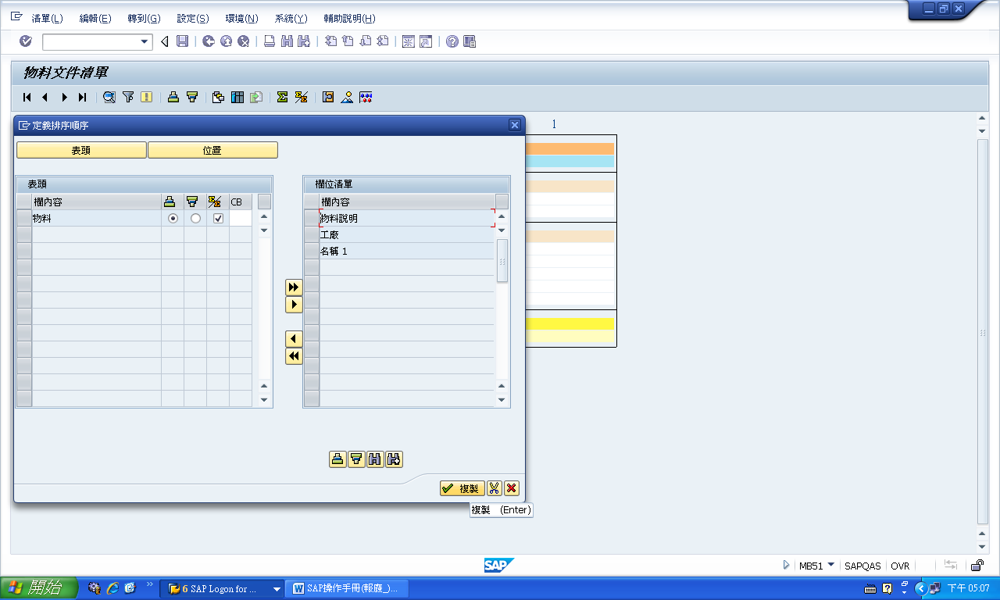 清單(L) 編輯(E) 轉到(G) 設定(S) 環境(N) 系統(Y) 輔助說明(H)
物料文件清單
定義排序順序
1
表頭 位置
表頭 欄位清單
欄內容 CB 欄內容
物料 物料說明
工廠
名稱 1
複製
複製 (Enter)
SAP MB51 SAPQAS OVR
開始 6 SAP Logon for ... SAP操作手冊(報廢_)... 下午 05:07